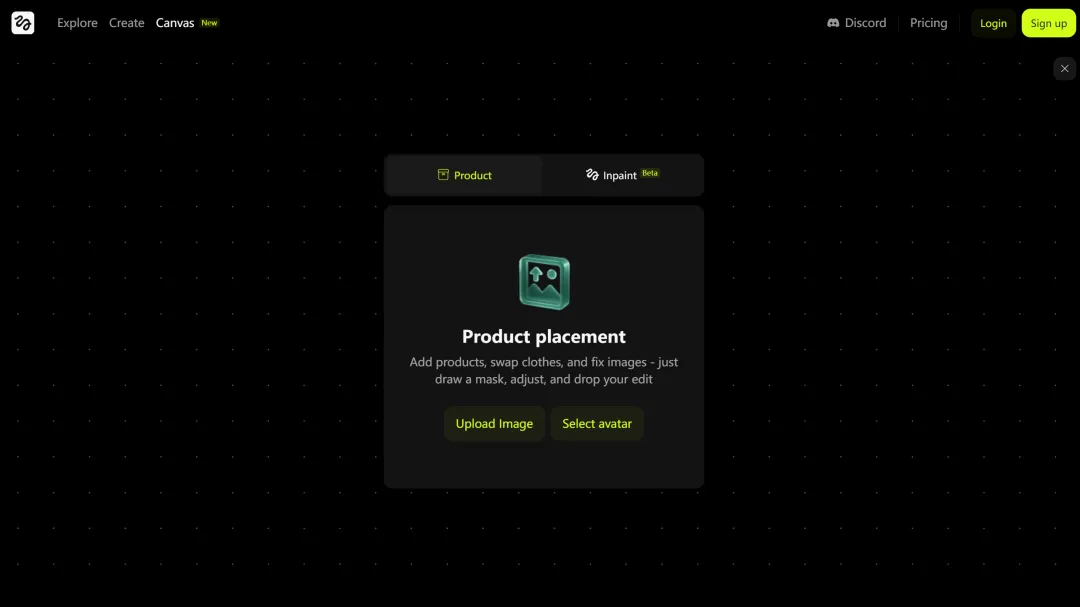 Explore Create Canvas New Discord Pricing Login Sign up
Product Inpaint Beta
Product placement
Add products, swap clothes, and fix images - just
draw a mask, adjust, and drop your edit
Upload Image Select avatar